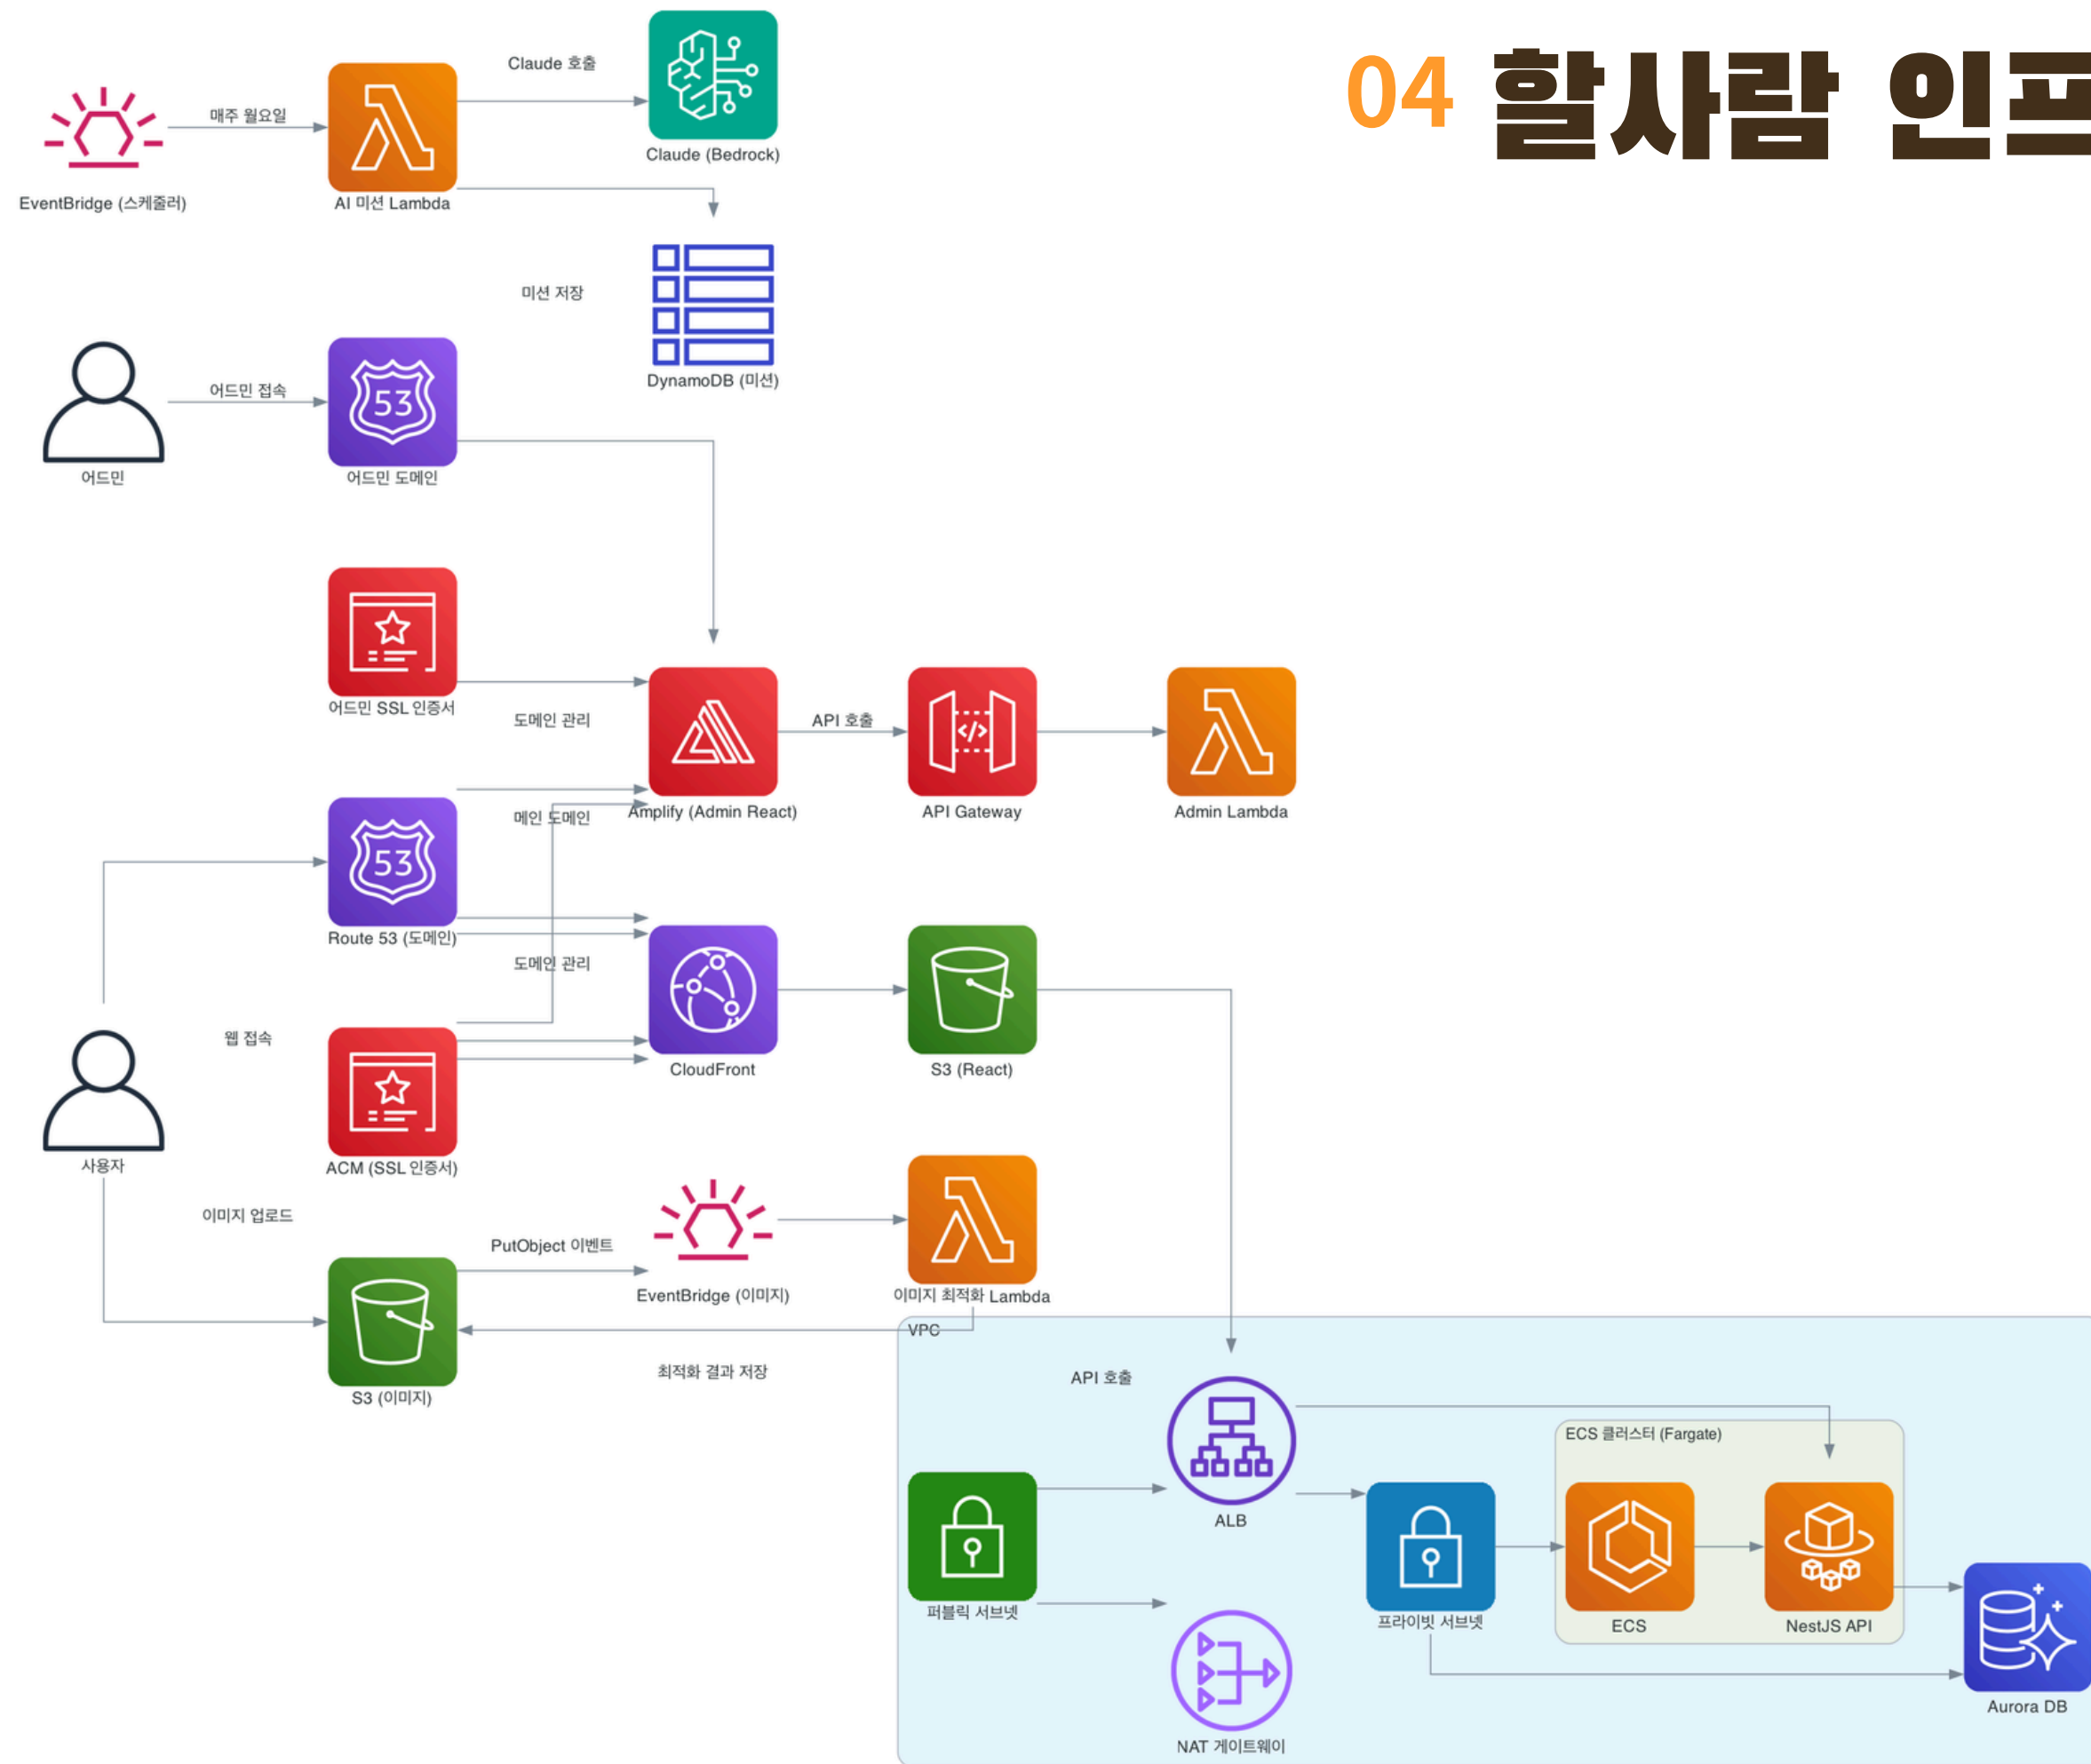 04 할사람 인프
Claude 호출
매주 월요일
Claude (Bedrock)
EventBridge (스케줄러)
AI 미션 Lambda
미션 저장
DynamoDB (미션)
어드민 접속
53
어드민
어드민 도메인
어드민 SSL 인증서
도메인 관리
API 호출
메인 도메인
Amplify (Admin React)
API Gateway
Admin Lambda
53
Route 53 (도메인)
도메인 관리
웹 접속
CloudFront
S3 (React)
사용자
ACM (SSL 인증서)
이미지 업로드
PutObject 이벤트
EventBridge (이미지)
이미지 최적화 Lambda
VPC
최적화 결과 저장
API 호출
S3 (이미지)
ECS 클러스터 (Fargate)
ALB
퍼블릭 서브넷
프라이빗 서브넷
ECS
NestJS API
Aurora DB
NAT 게이트웨이